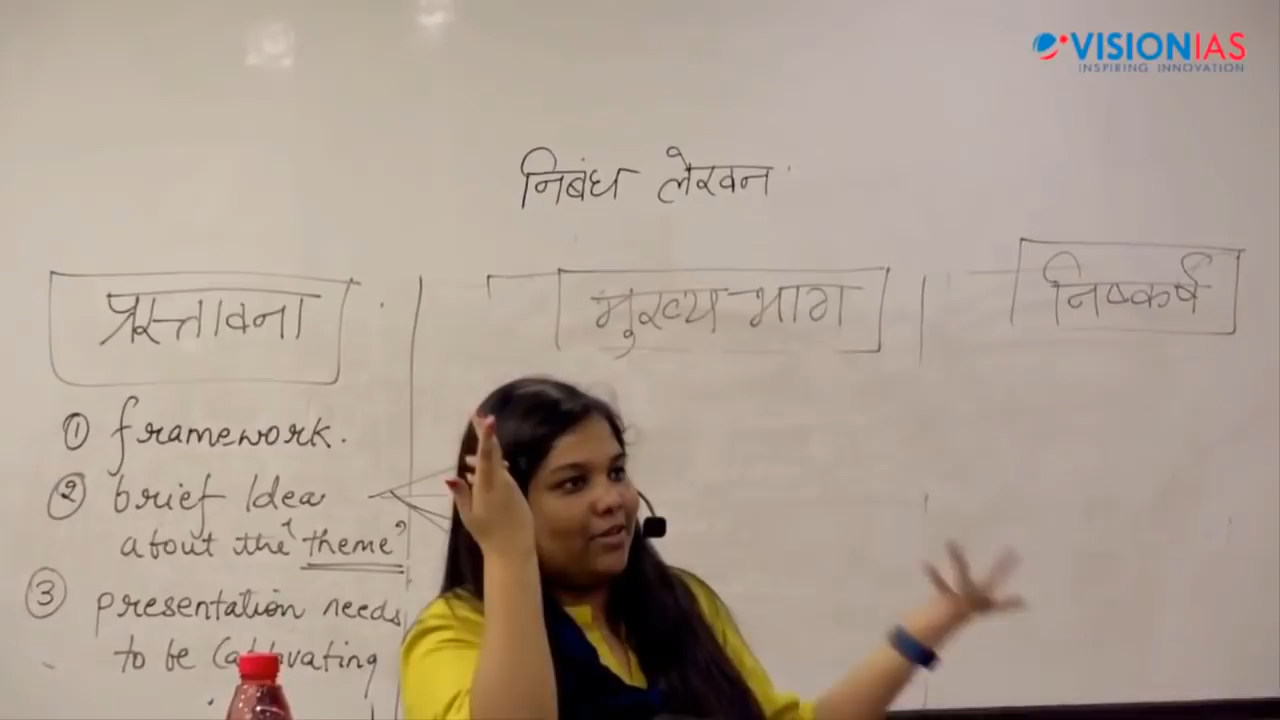 VISIONIAS
INSPIRING INNOVATION
निबंध लेखन
प्रस्तावना
मुख्य भाग
निष्कर्ष
① framework.
② brief Idea
about the 'theme'
③ presentation needs
to be